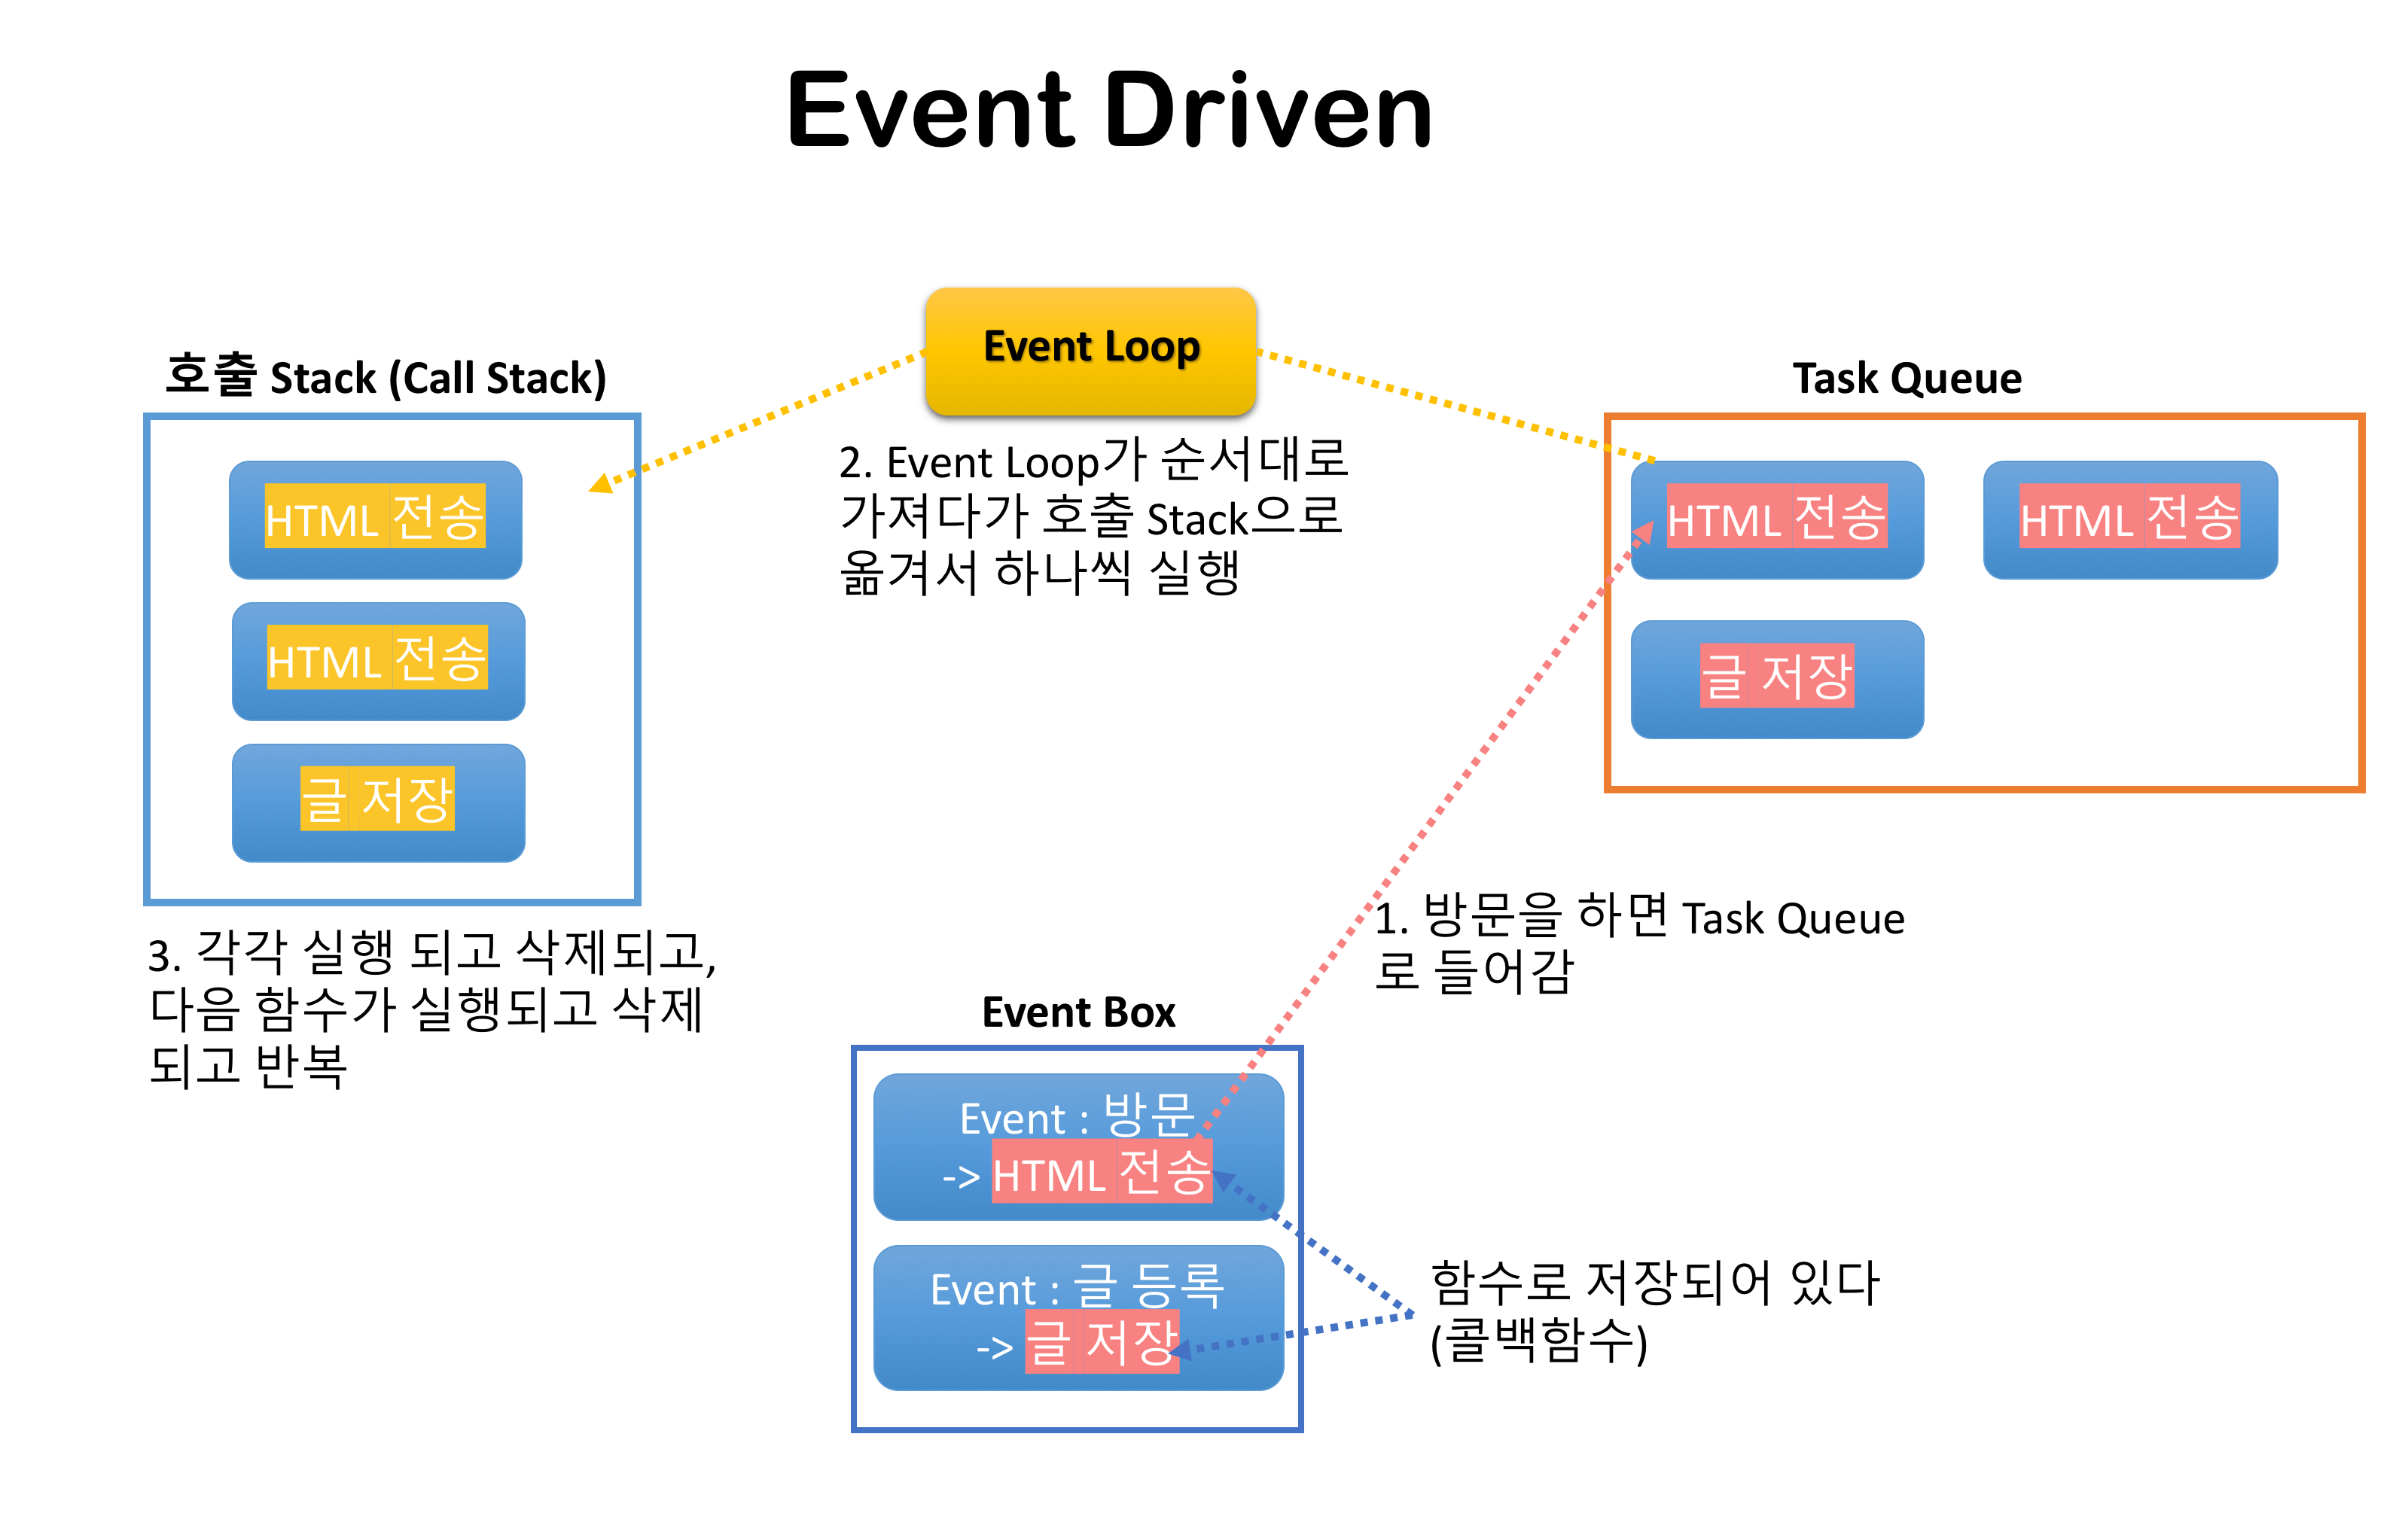 Event Driven
Event Loop
호출 Stack (Call Stack)
HTML 전송
HTML 전송
글 저장
3. 각각 실행 되고 삭제되고,
다음 함수가 실행되고 삭제
되고 반복
2. Event Loop가 순서대로
가져다가 호출 Stack으로
옮겨서 하나씩 실행
Task Queue
HTML 전송
HTML 전송
글 저장
1. 방문을 하면 Task Queue
로 들어감
Event Box
Event : 방문
-> HTML 전송
Event : 글 등록
-> 글 저장
함수로 저장되어 있다
(콜백함수)